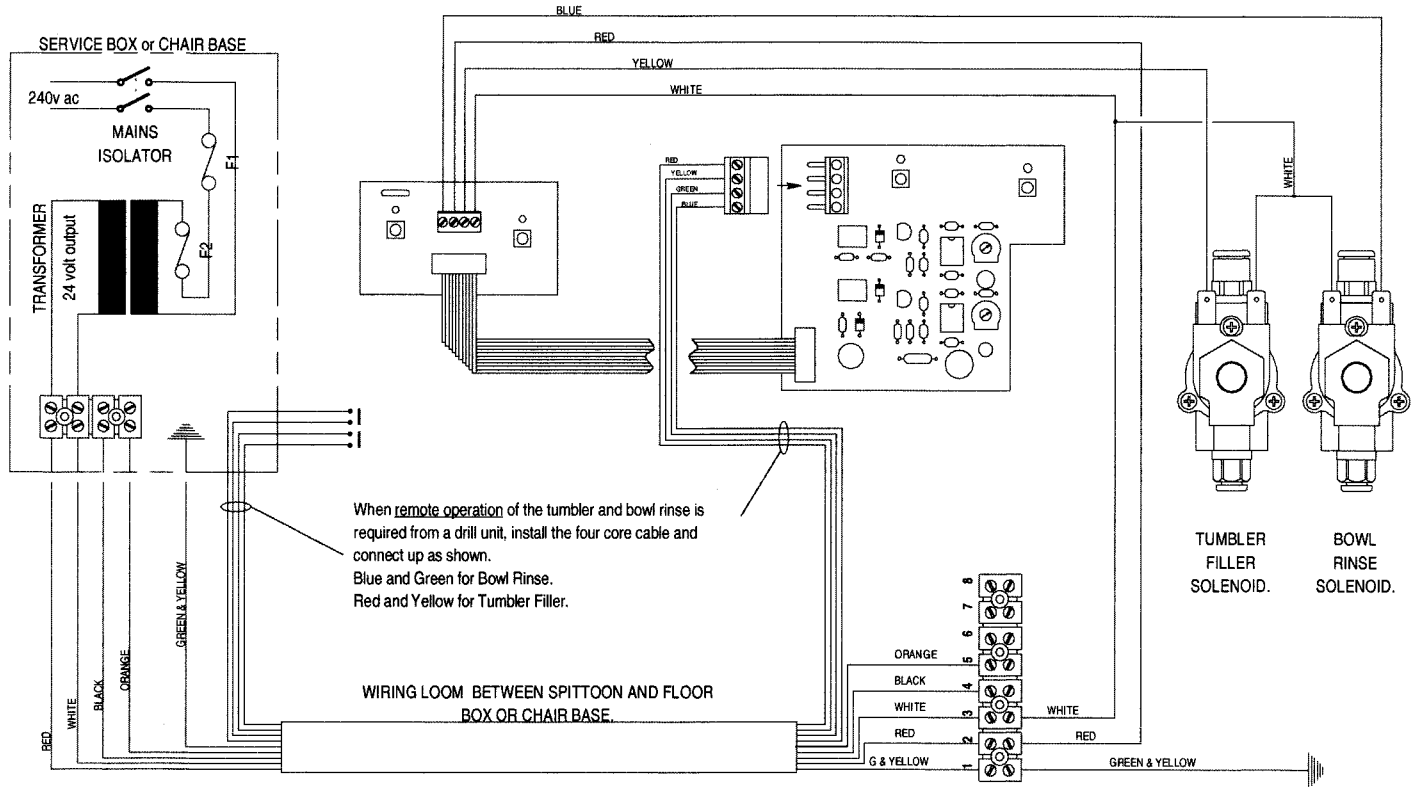 BLUE
RED
YELLOW
WHITE
SERVICE BOX or CHAIR BASE
240v ac
MAINS
ISOLATOR
F1
F2
TRANSFORMER
24 volt output
RED
YELLOW
GREEN
BLUE
WHITE
TUMBLER
FILLER
SOLENOID.
BOWL
RINSE
SOLENOID.
When remote operation of the tumbler and bowl rinse is
required from a drill unit, install the four core cable and
connect up as shown.
Blue and Green for Bowl Rinse.
Red and Yellow for Tumbler Filler.
RED
WHITE
BLACK
ORANGE
GREEN & YELLOW
WIRING LOOM BETWEEN SPITTOON AND FLOOR
BOX OR CHAIR BASE.
8
7
6
ORANGE 5
BLACK 4
WHITE 3 WHITE
RED 2 RED
G & YELLOW 1 GREEN & YELLOW